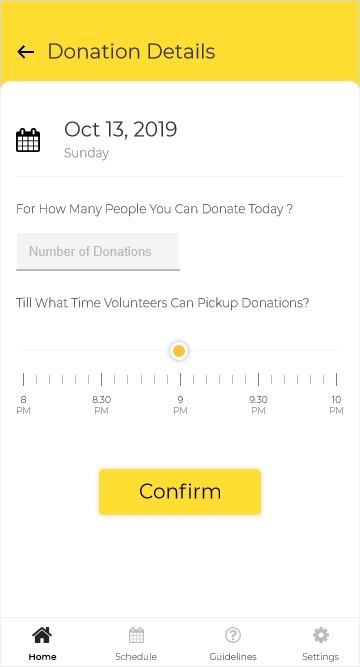 Donation Details
Oct 13, 2019
Sunday
For How Many People You Can Donate Today ?
Number of Donations
Till What Time Volunteers Can Pickup Donations?
8 8.30 9 9.30 10
PM PM PM PM PM
Confirm
Home Schedule Guidelines Settings